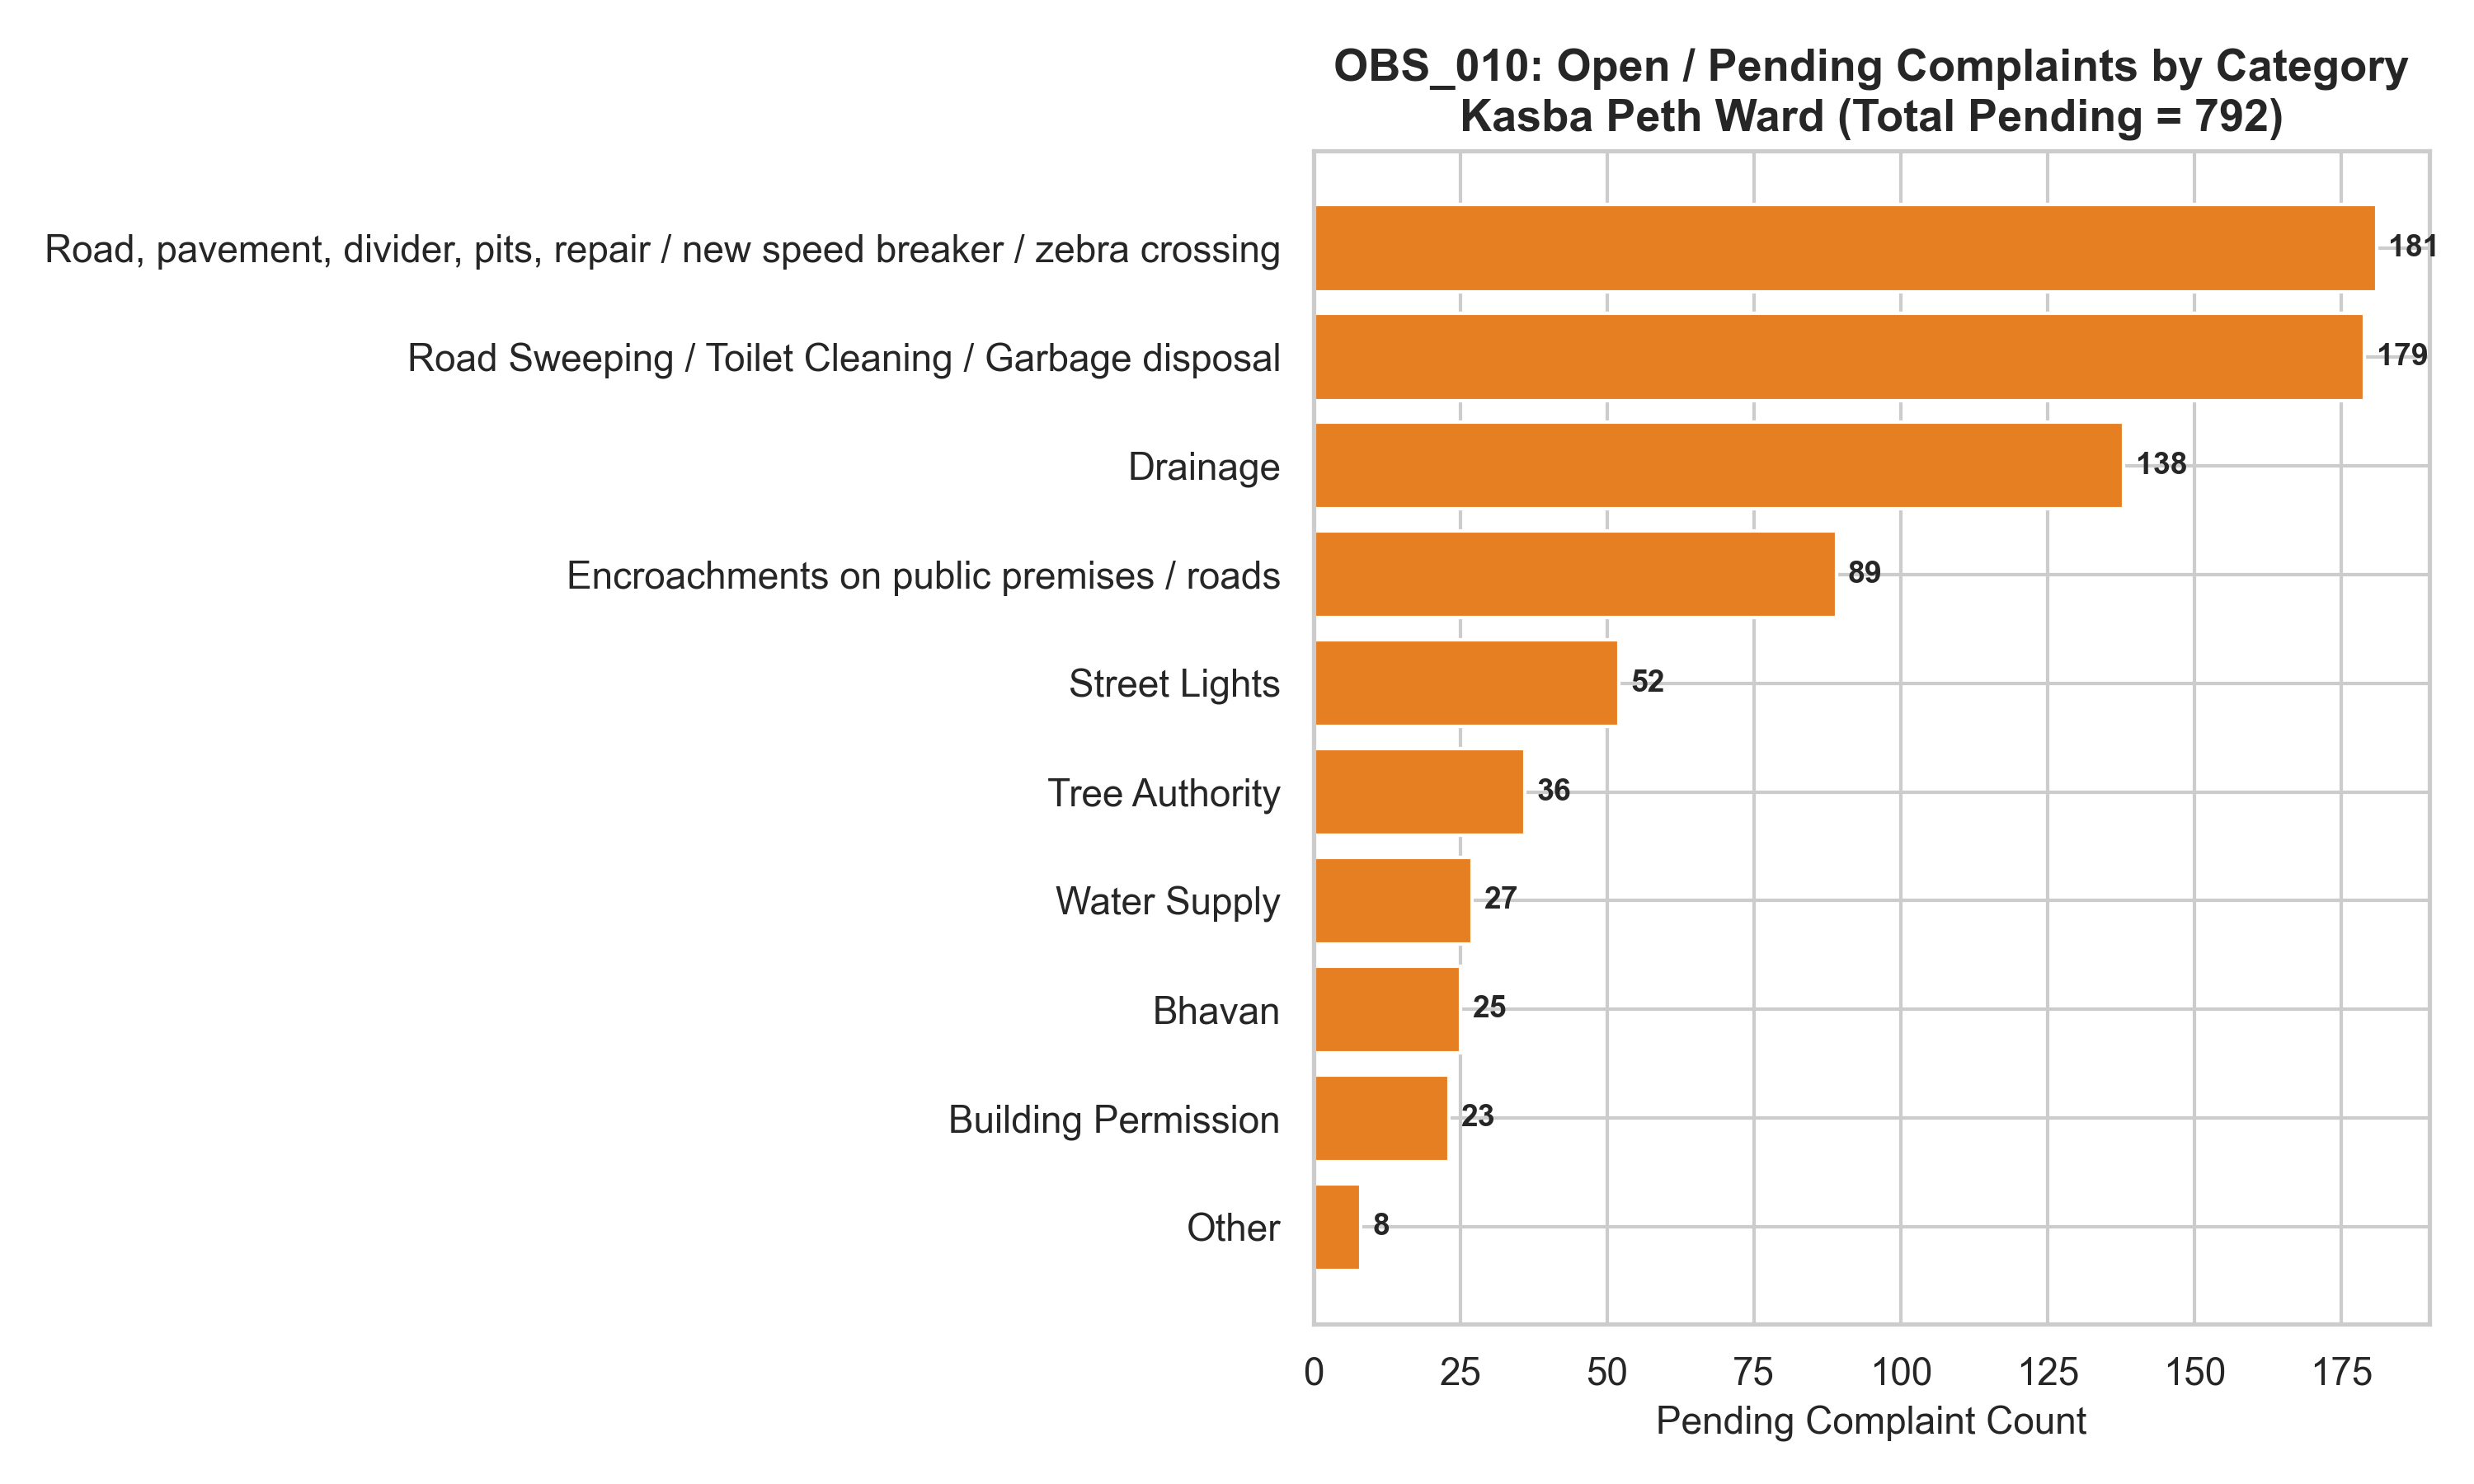 OBS_010: Open / Pending Complaints by Category
Kasba Peth Ward (Total Pending = 792)
Road, pavement, divider, pits, repair / new speed breaker / zebra crossing 181
Road Sweeping / Toilet Cleaning / Garbage disposal 179
Drainage 138
Encroachments on public premises / roads 89
Street Lights 52
Tree Authority 36
Water Supply 27
Bhavan 25
Building Permission 23
Other 8
0 25 50 75 100 125 150 175
Pending Complaint Count